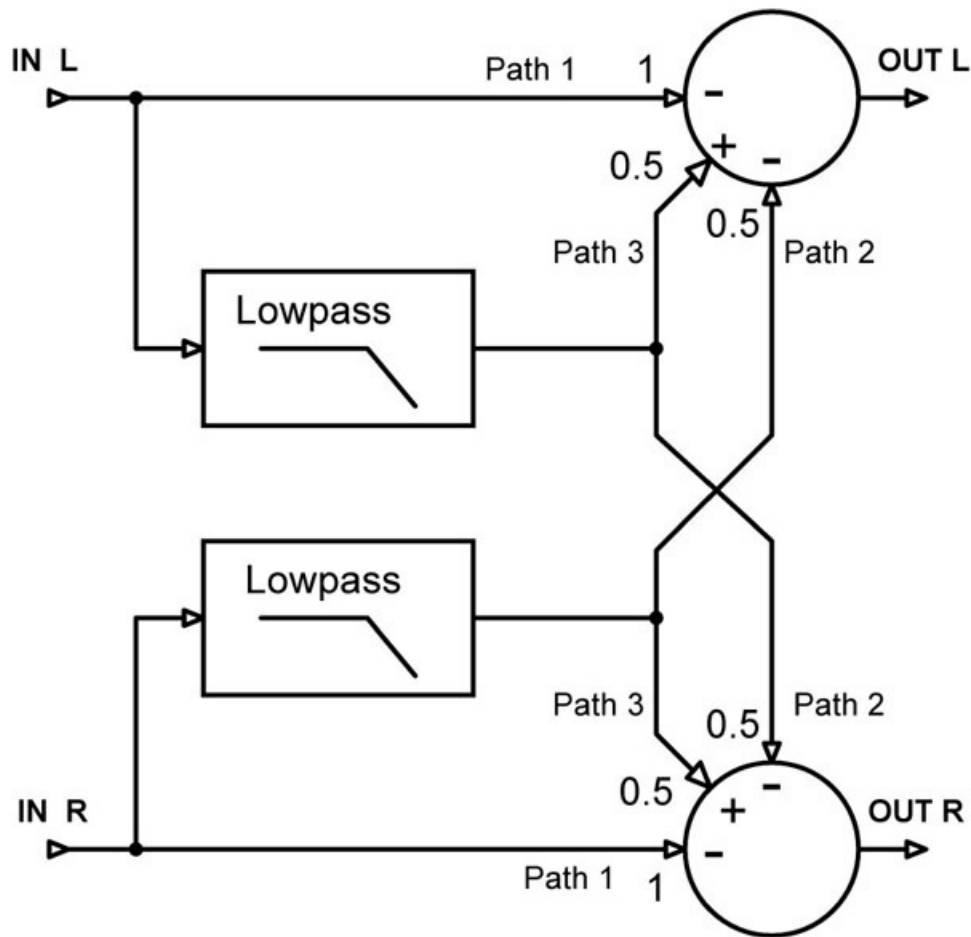 IN L
Path 1
1
OUT L
-
+
-
0.5
0.5
Path 3
Path 2
Lowpass
Lowpass
Path 3
0.5
Path 2
0.5
-
+
-
IN R
OUT R
Path 1
1